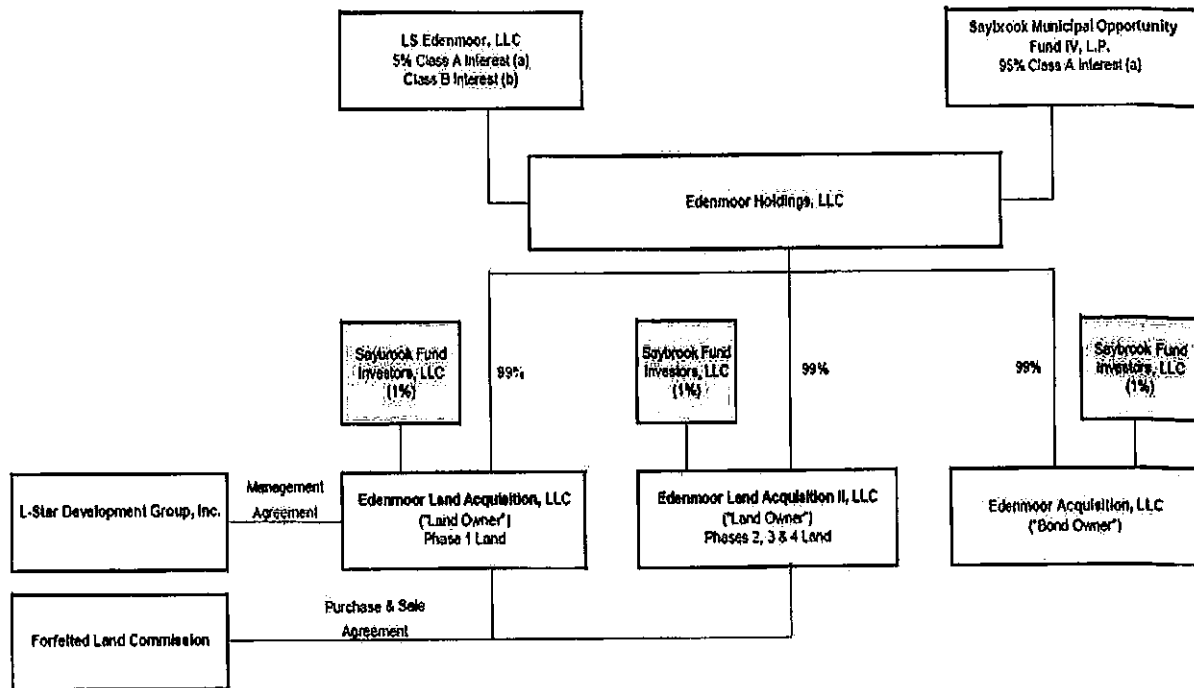 LS Edenmoor, LLC
5% Class A Interest (a)
Class B Interest (b)
Saybrook Municipal Opportunity
Fund IV, L.P.
95% Class A Interest (a)
Edenmoor Holdings, LLC
Saybrook Fund
Investors, LLC
(1%)
99%
Saybrook Fund
Investors, LLC
(1%)
99%
99%
Saybrook Fund
Investors, LLC
(1%)
L-Star Development Group, Inc.
Management
Agreement
Edenmoor Land Acquisition, LLC
("Land Owner")
Phase 1 Land
Edenmoor Land Acquisition II, LLC
("Land Owner")
Phases 2, 3 & 4 Land
Edenmoor Acquisition, LLC
("Bond Owner")
Forfeited Land Commission
Purchase & Sale
Agreement